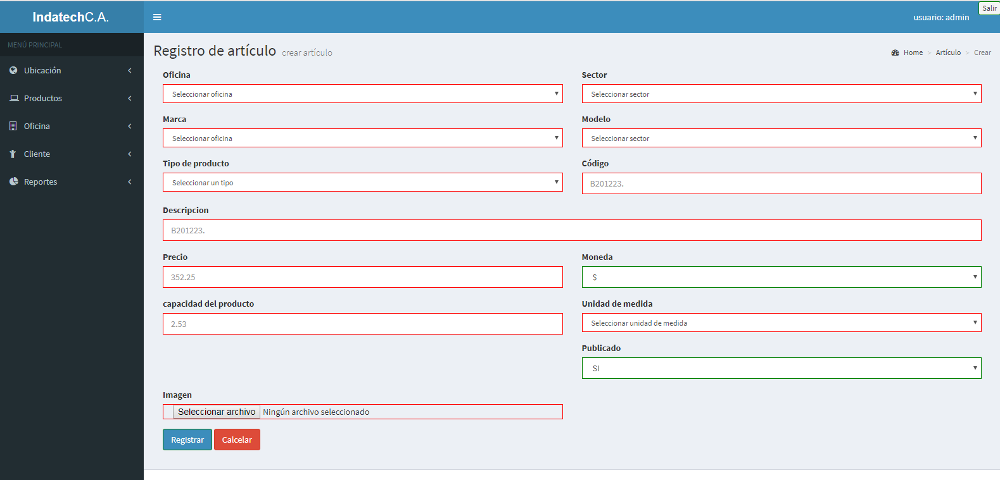 IndatechC.A.
usuario: admin
Salir
MENÚ PRINCIPAL
Ubicación
Productos
Oficina
Cliente
Reportes
Registro de artículo crear artículo
Home > Artículo > Crear
Oficina
Seleccionar oficina
Sector
Seleccionar sector
Marca
Seleccionar oficina
Modelo
Seleccionar sector
Tipo de producto
Seleccionar un tipo
Código
B201223.
Descripcion
B201223.
Precio
352.25
Moneda
$
capacidad del producto
2.53
Unidad de medida
Seleccionar unidad de medida
Publicado
SI
Imagen
Seleccionar archivo Ningún archivo seleccionado
Registrar
Calcelar